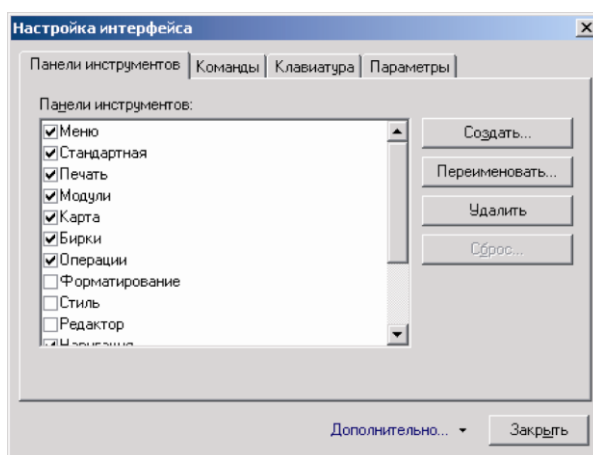 Настройка интерфейса
Панели инструментов Команды Клавиатура Параметры
Панели инструментов:
Меню
Стандартная
Печать
Модули
Карта
Бирки
Операции
Форматирование
Стиль
Редактор
Навигация
Создать...
Переименовать...
Удалить
Сброс...
Дополнительно...
Закрыть